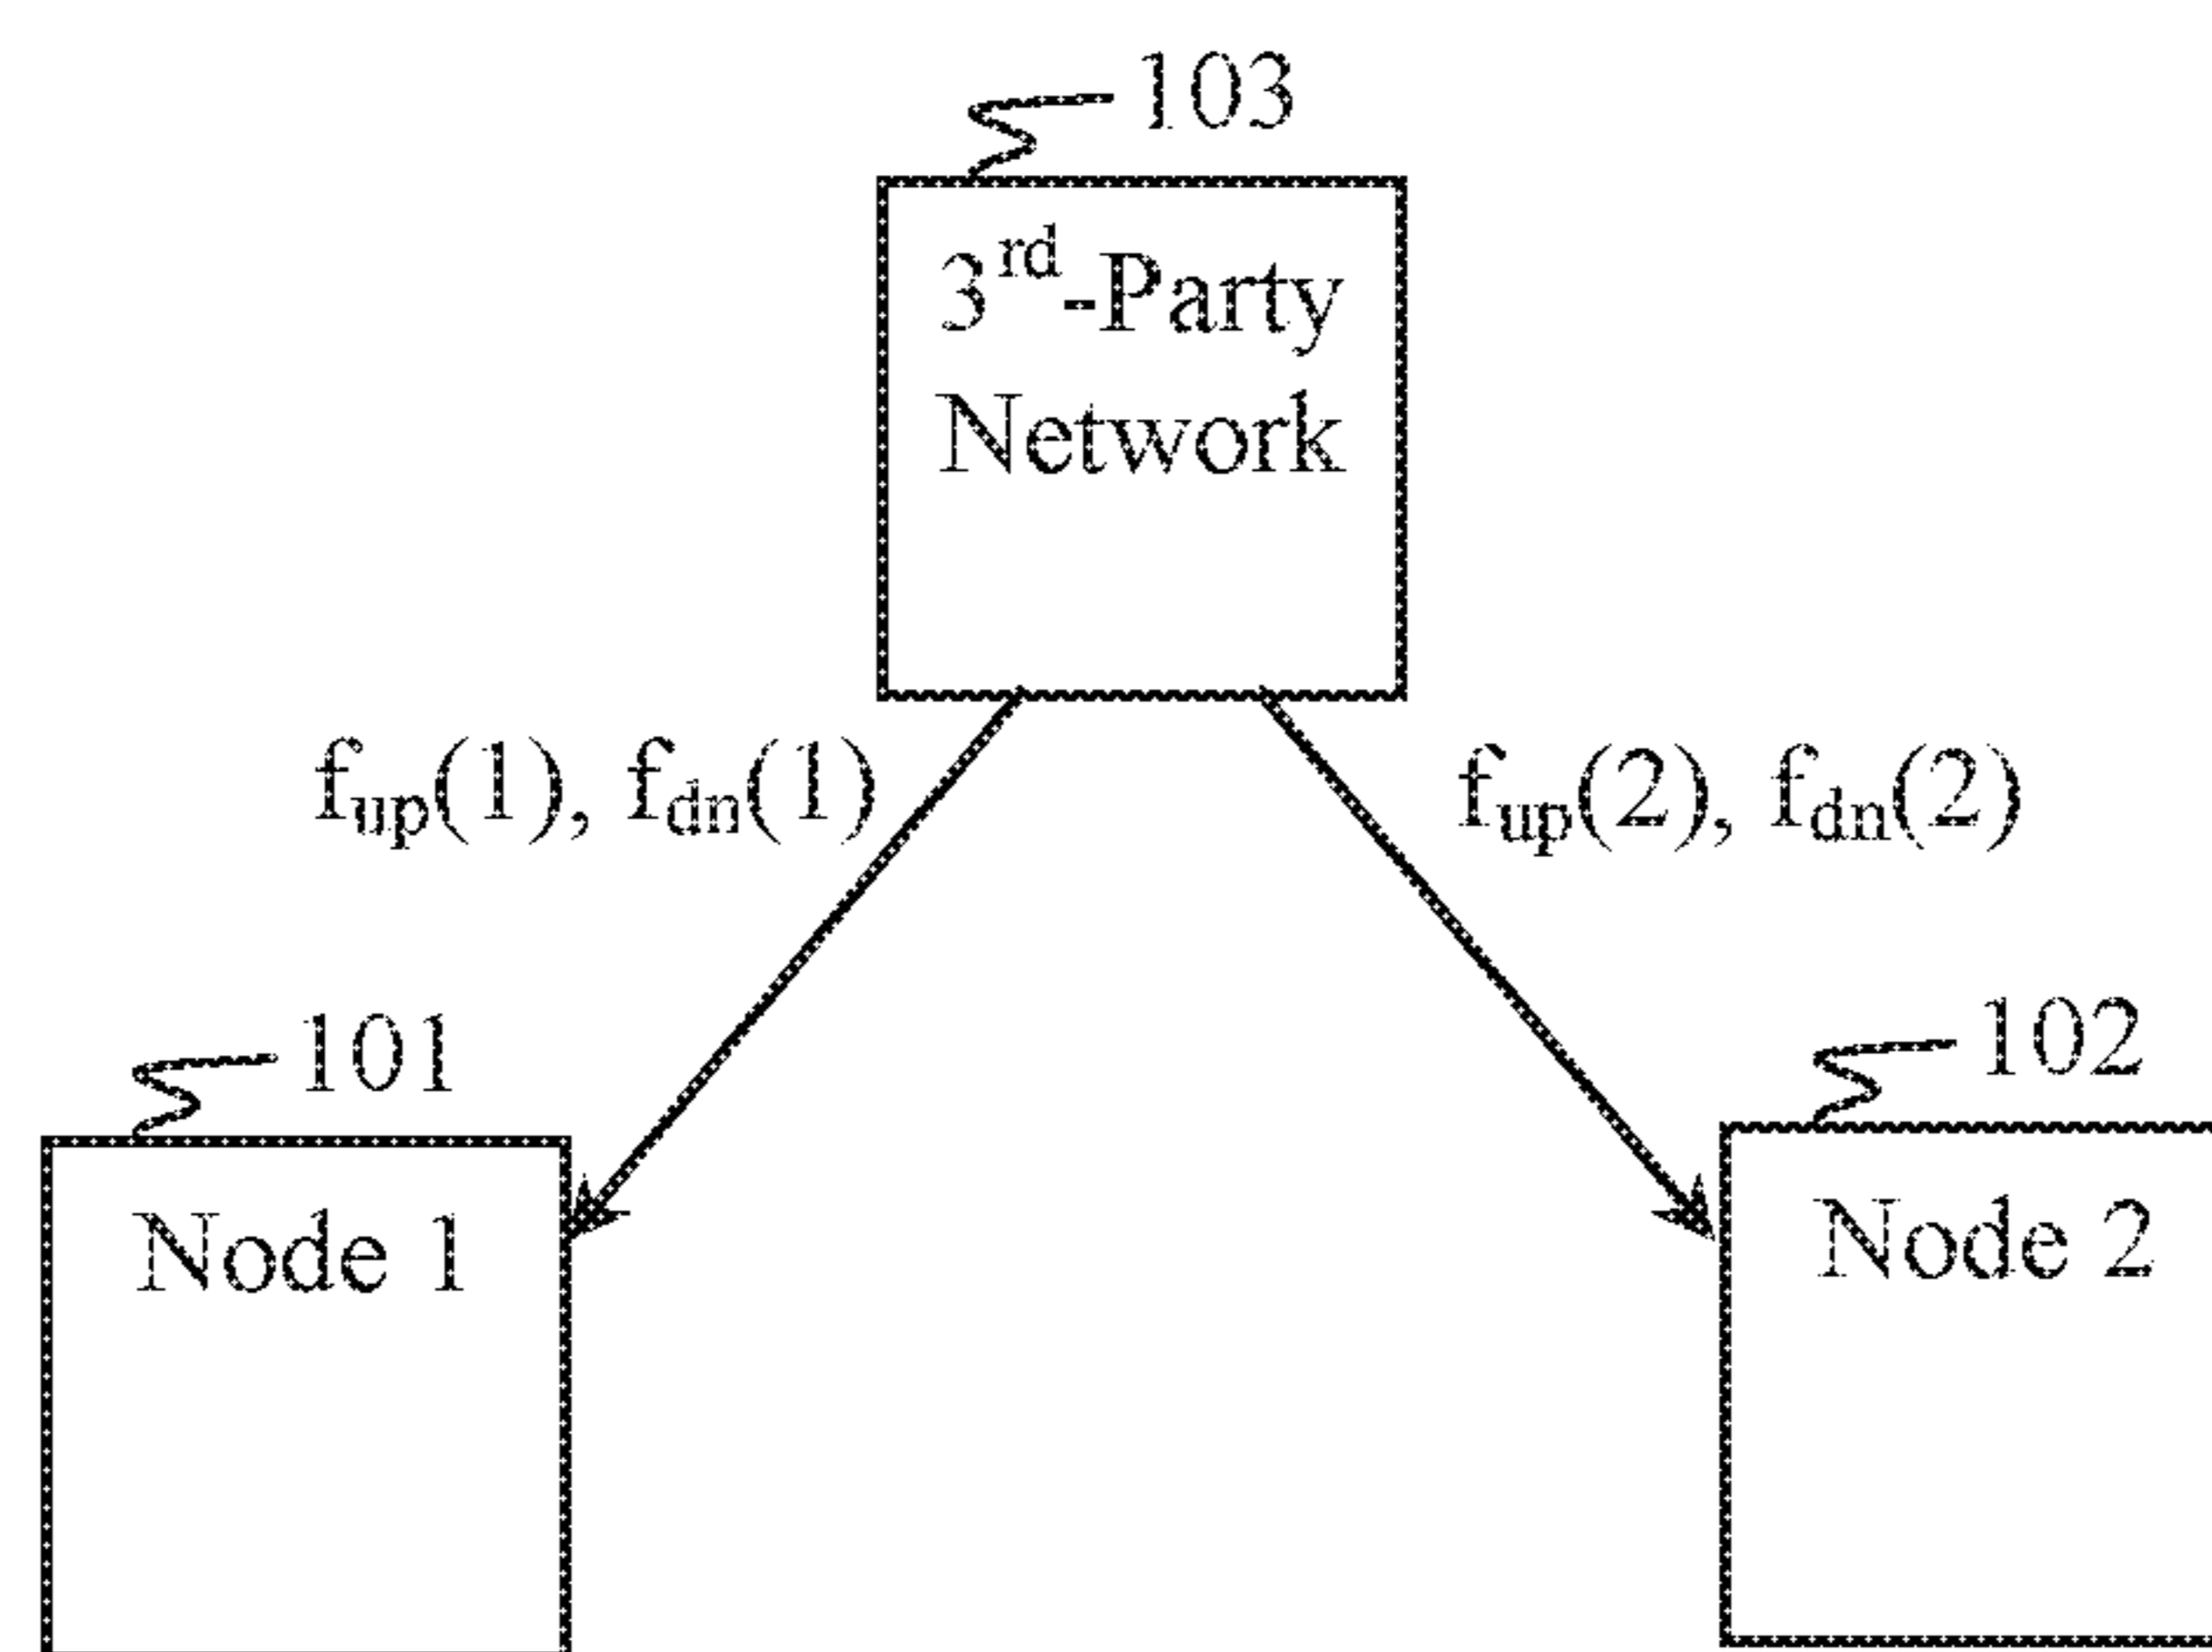 103
3rd-Party
Network
fup(1), fdn(1)
fup(2), fdn(2)
101
102
Node 1
Node 2